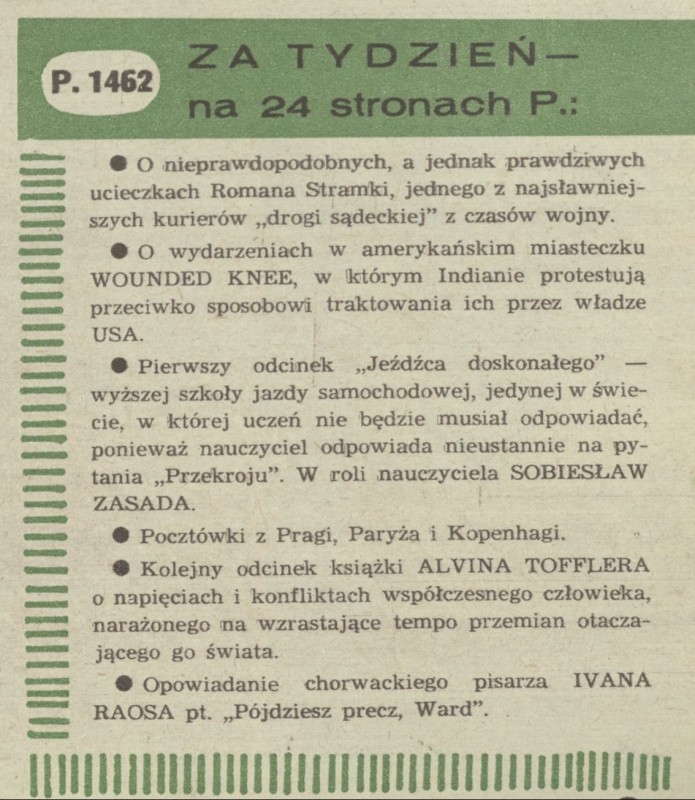 P. 1462
ZA TYDZIEŃ—
na 24 stronach P.:
● O nieprawdopodobnych, a jednak prawdziwych
ucieczkach Romana Stramki, jednego z najsławniej-
szych kurierów „drogi sądeckiej” z czasów wojny.
● O wydarzeniach w amerykańskim miasteczku
WOUNDED KNEE, w którym Indianie protestują
przeciwko sposobowi traktowania ich przez władze
USA.
● Pierwszy odcinek „Jeźdźca doskonałego” —
wyższej szkoły jazdy samochodowej, jedynej w świe-
cie, w której uczeń nie będzie musiał odpowiadać,
ponieważ nauczyciel odpowiada nieustannie na py-
tania „Przekroju”. W roli nauczyciela SOBIESŁAW
ZASADA.
● Pocztówki z Pragi, Paryża i Kopenhagi.
● Kolejny odcinek książki ALVINA TOFFLERA
o napięciach i konfliktach współczesnego człowieka,
narażonego na wzrastające tempo przemian otacza-
jącego go świata.
● Opowiadanie chorwackiego pisarza IVANA
RAOSA pt. „Pójdziesz precz, Ward”.